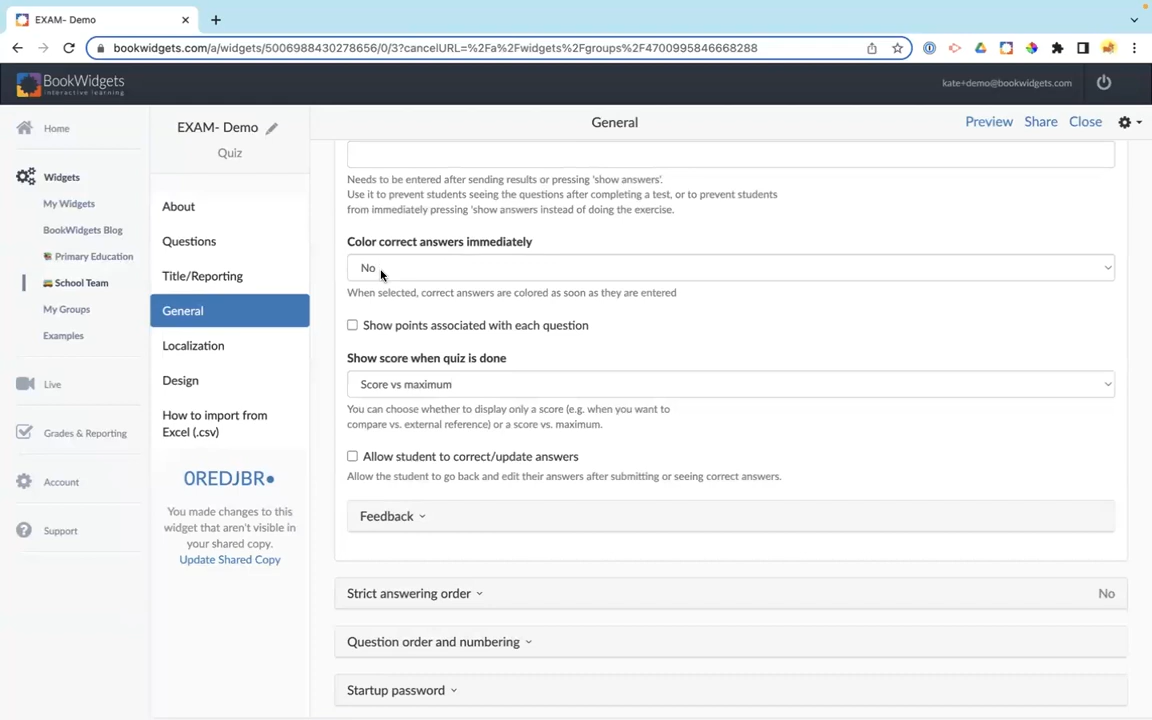 EXAM- Demo
bookwidgets.com/a/widgets/5006988430278656/0/3?cancelURL=%2Fa%2Fwidgets%2Fgroups%2F4700995846668288
BookWidgets
interactive learning
kate+demo@bookwidgets.com
Home
Widgets
My Widgets
BookWidgets Blog
Primary Education
School Team
My Groups
Examples
Live
Grades & Reporting
Account
Support
EXAM- Demo
Quiz
About
Questions
Title/Reporting
General
Localization
Design
How to import from
Excel (.csv)
0REDJBR
You made changes to this
widget that aren't visible in
your shared copy.
Update Shared Copy
General
Preview
Share
Close
Needs to be entered after sending results or pressing 'show answers'.
Use it to prevent students seeing the questions after completing a test, or to prevent students
from immediately pressing 'show answers instead of doing the exercise.
Color correct answers immediately
No
When selected, correct answers are colored as soon as they are entered
Show points associated with each question
Show score when quiz is done
Score vs maximum
You can choose whether to display only a score (e.g. when you want to
compare vs. external reference) or a score vs. maximum.
Allow student to correct/update answers
Allow the student to go back and edit their answers after submitting or seeing correct answers.
Feedback
Strict answering order
No
Question order and numbering
Startup password